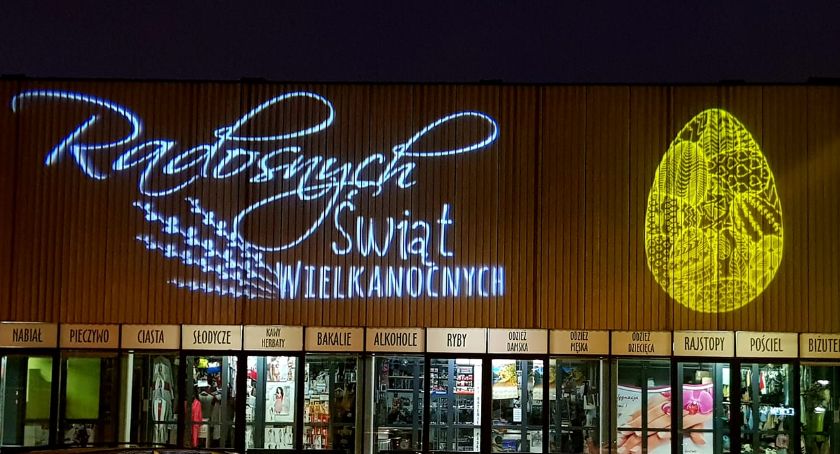 Radosnych
Świąt
WIELKANOCNYCH
NABIAŁ
PIECZYWO
CIASTA
SŁODYCZE
KAWY
HERBATY
BAKALIE
ALKOHOLE
RYBY
ODZIEŻ
DAMSKA
ODZIEŻ
MĘSKA
ODZIEŻ
DZIECIĘCA
RAJSTOPY
POŚCIEL
BIŻUTE